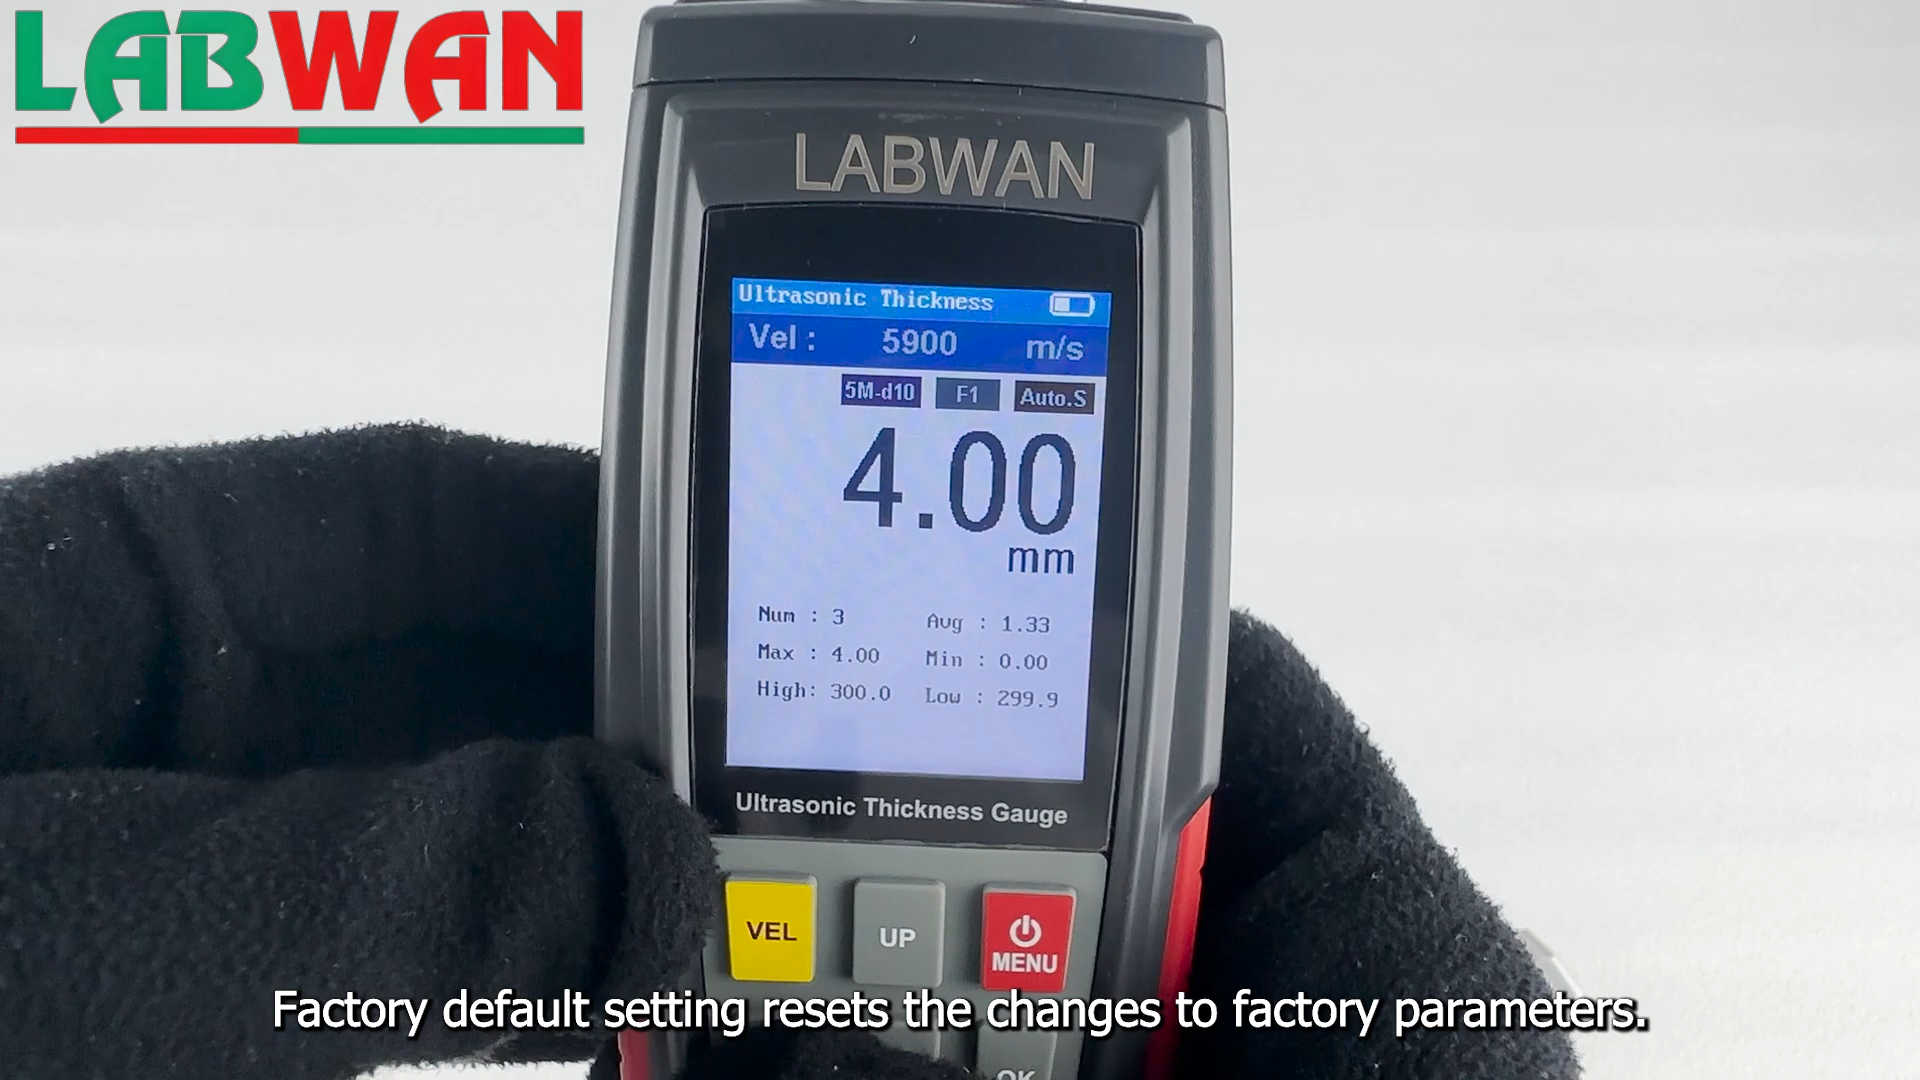 LABWAN
LABWAN
Ultrasonic Thickness
Vel : 5900 m/s
5M-d10 F1 Auto.S
4.00
mm
Num : 3 Avg : 1.33
Max : 4.00 Min : 0.00
High: 300.0 Low : 299.9
Ultrasonic Thickness Gauge
VEL UP MENU
Factory default setting resets the changes to factory parameters.
OK